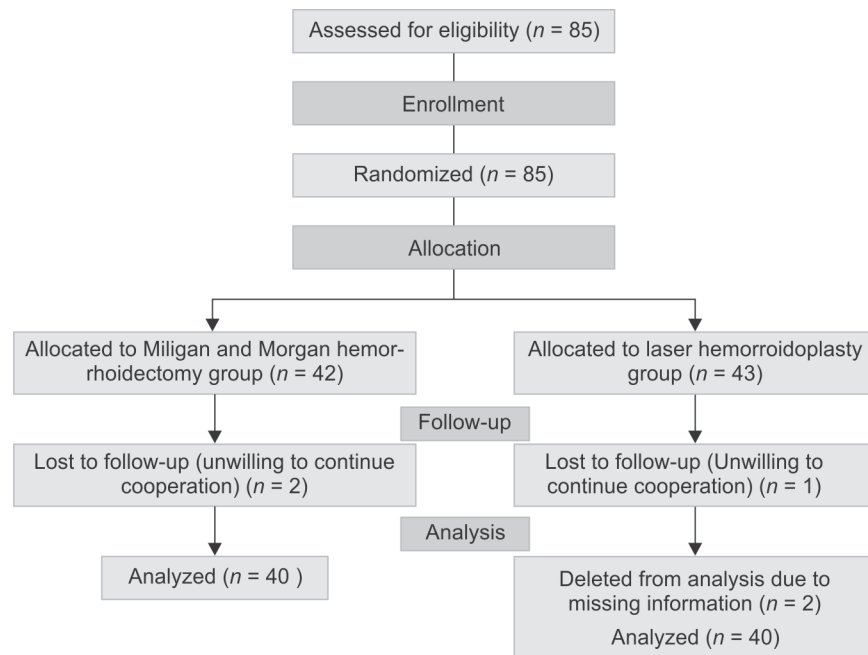 Assessed for eligibility (n = 85)
Enrollment
Randomized (n = 85)
Allocation
Allocated to Miligan and Morgan hemor-
rhoidectomy group (n = 42)
Allocated to laser hemorroidoplasty
group (n = 43)
Follow-up
Lost to follow-up (unwilling to continue
cooperation) (n = 2)
Lost to follow-up (Unwilling to
continue cooperation) (n = 1)
Analysis
Analyzed (n = 40 )
Deleted from analysis due to
missing information (n = 2)
Analyzed (n = 40)